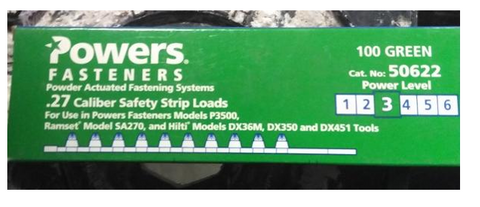 Powers.
FASTENERS
Powder Actuated Fastening Systems
.27 Caliber Safety Strip Loads
For Use in Powers Fasteners Models P3500,
Ramset® Model SA270, and Hilti® Models DX36M, DX350 and DX451 Tools
100 GREEN
Cat. No: 50622
Power Level
1 2 3 4 5 6